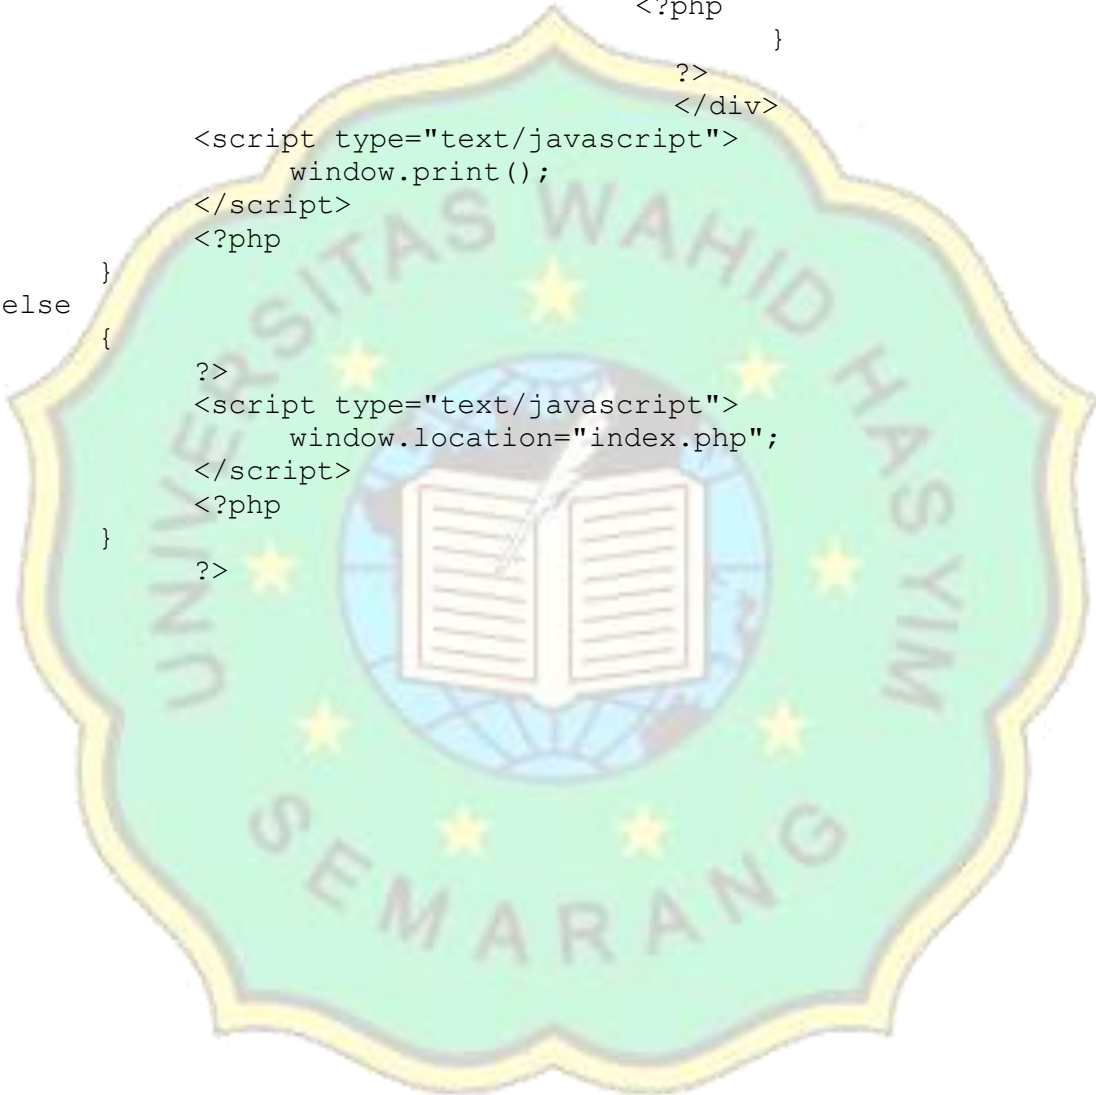 <?php
}
?>
</div>
<script type="text/javascript">
window.print();
</script>
<?php
}
else
{
?>
<script type="text/javascript">
window.location="index.php";
</script>
<?php
}
?>
UNIVERSITAS WAHID HASYIM
SEMARANG